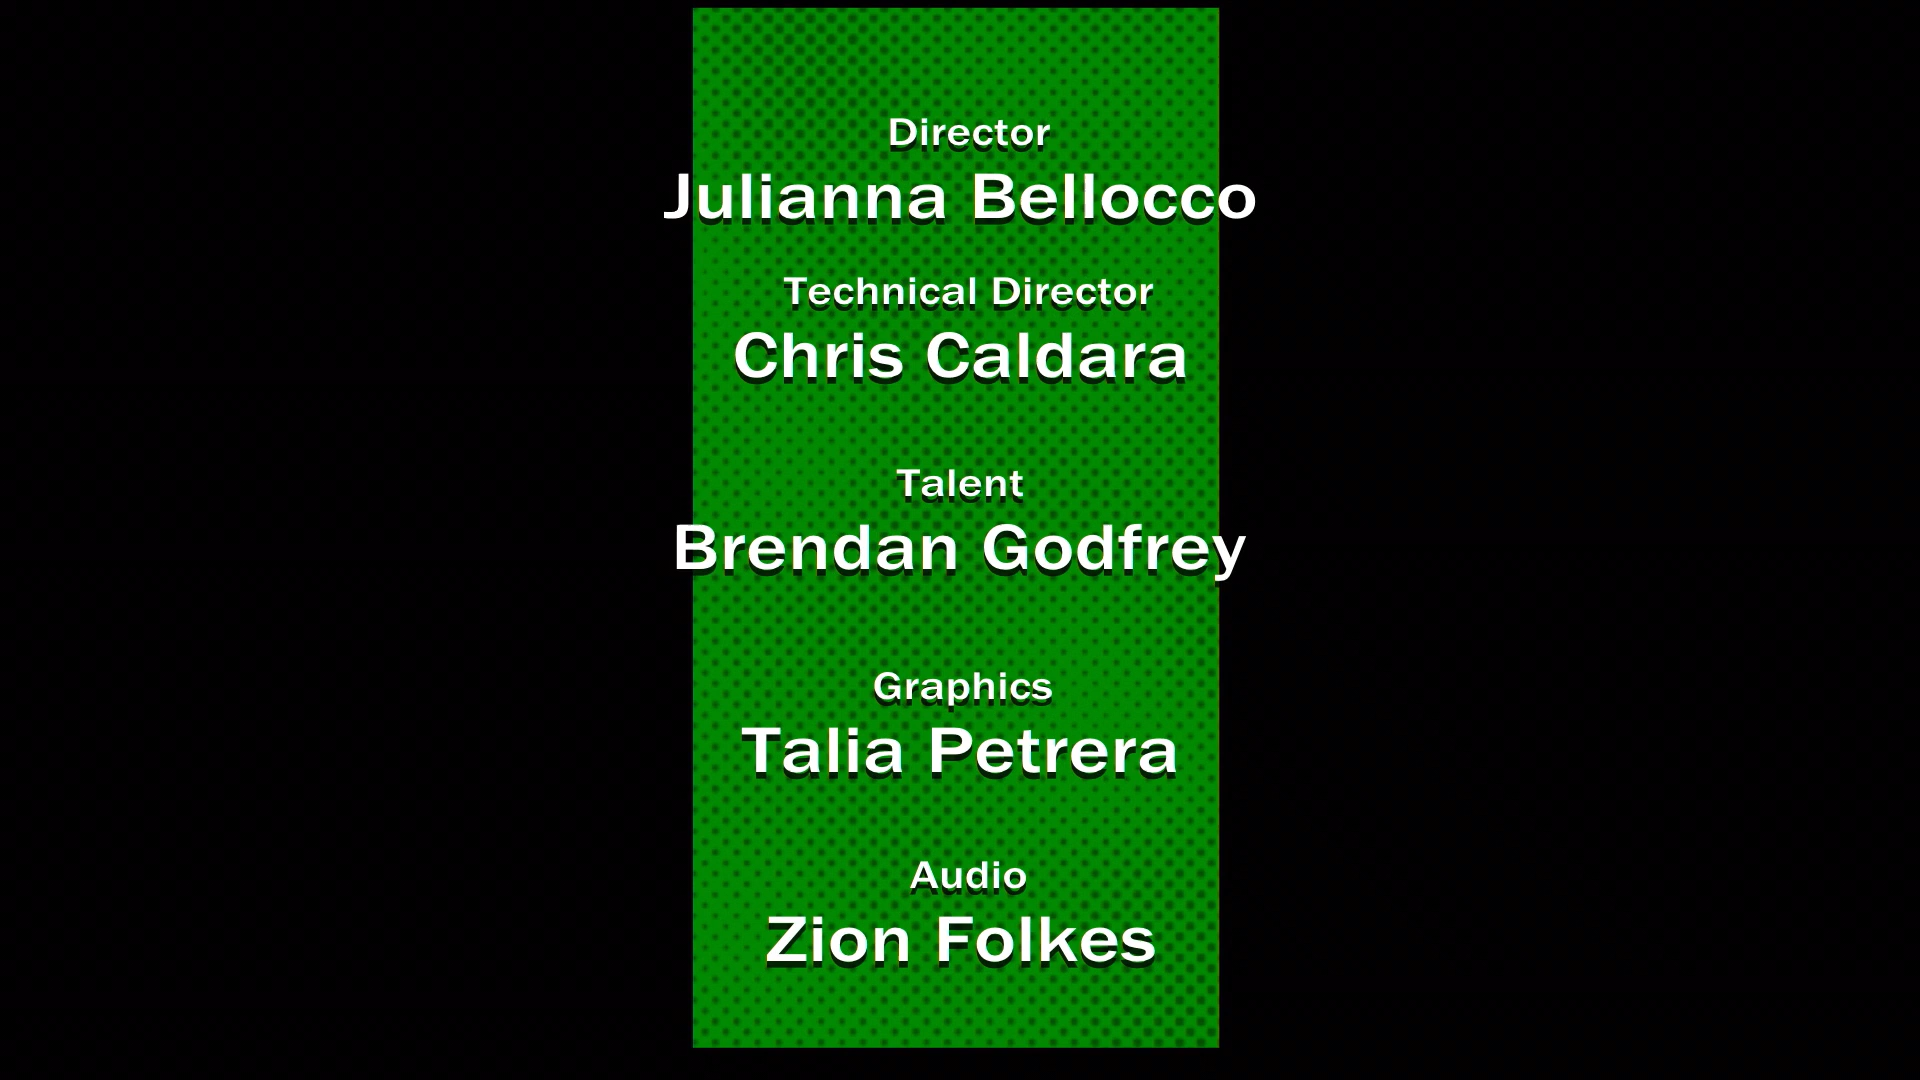 Director
Julianna Bellocco
Technical Director
Chris Caldara
Talent
Brendan Godfrey
Graphics
Talia Petrera
Audio
Zion Folkes